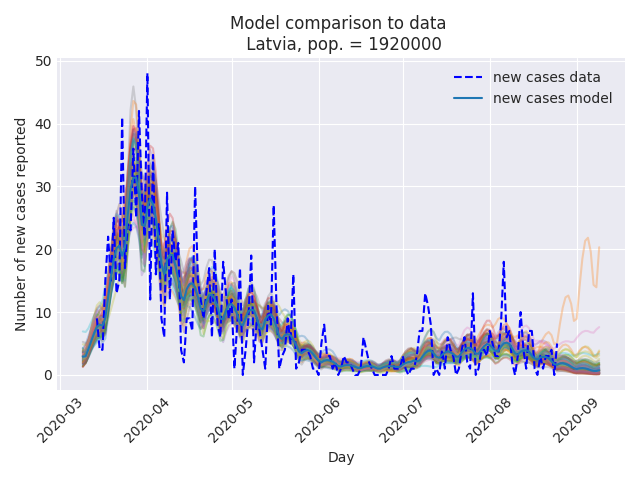 Model comparison to data
Latvia, pop. = 1920000
new cases data
new cases model
Number of new cases reported
50
40
30
20
10
0
2020-03
2020-04
2020-05
2020-06
2020-07
2020-08
2020-09
Day